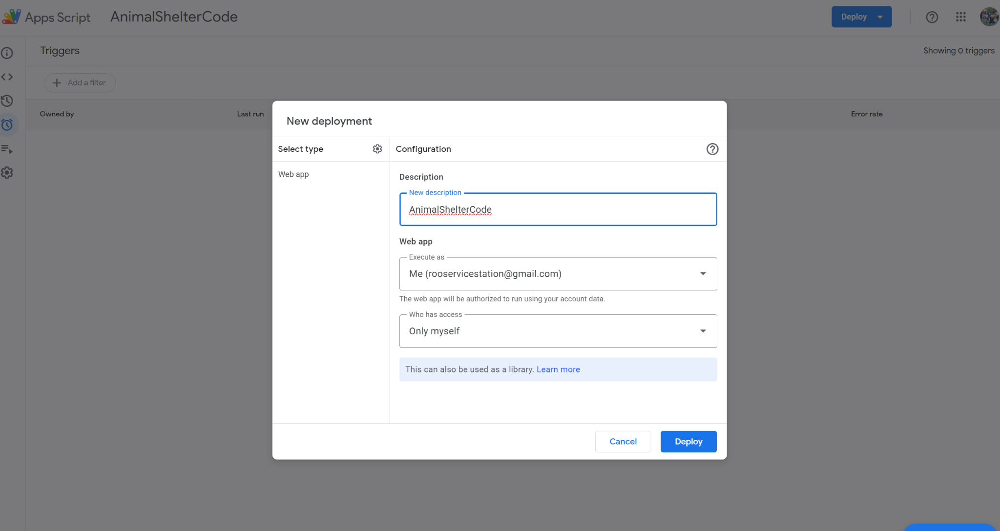 Apps Script
AnimalShelterCode
Deploy
Triggers
Showing 0 triggers
Add a filter
Owned by
Last run
Error rate
New deployment
Select type
Configuration
Web app
Description
New description
AnimalShelterCode
Web app
Execute as
Me (rooservicestation@gmail.com)
The web app will be authorized to run using your account data.
Who has access
Only myself
This can also be used as a library. Learn more
Cancel
Deploy